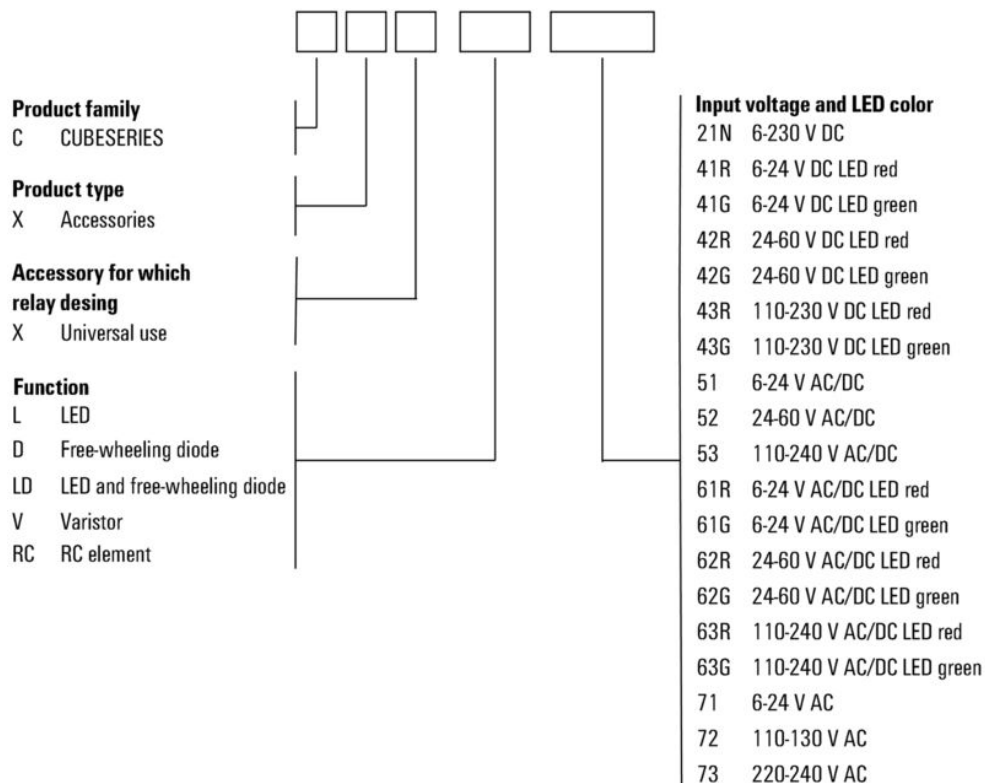 Product family
C CUBESERIES
Product type
X Accessories
Accessory for which
relay desing
X Universal use
Function
L LED
D Free-wheeling diode
LD LED and free-wheeling diode
V Varistor
RC RC element
Input voltage and LED color
21N 6-230 V DC
41R 6-24 V DC LED red
41G 6-24 V DC LED green
42R 24-60 V DC LED red
42G 24-60 V DC LED green
43R 110-230 V DC LED red
43G 110-230 V DC LED green
51 6-24 V AC/DC
52 24-60 V AC/DC
53 110-240 V AC/DC
61R 6-24 V AC/DC LED red
61G 6-24 V AC/DC LED green
62R 24-60 V AC/DC LED red
62G 24-60 V AC/DC LED green
63R 110-240 V AC/DC LED red
63G 110-240 V AC/DC LED green
71 6-24 V AC
72 110-130 V AC
73 220-240 V AC